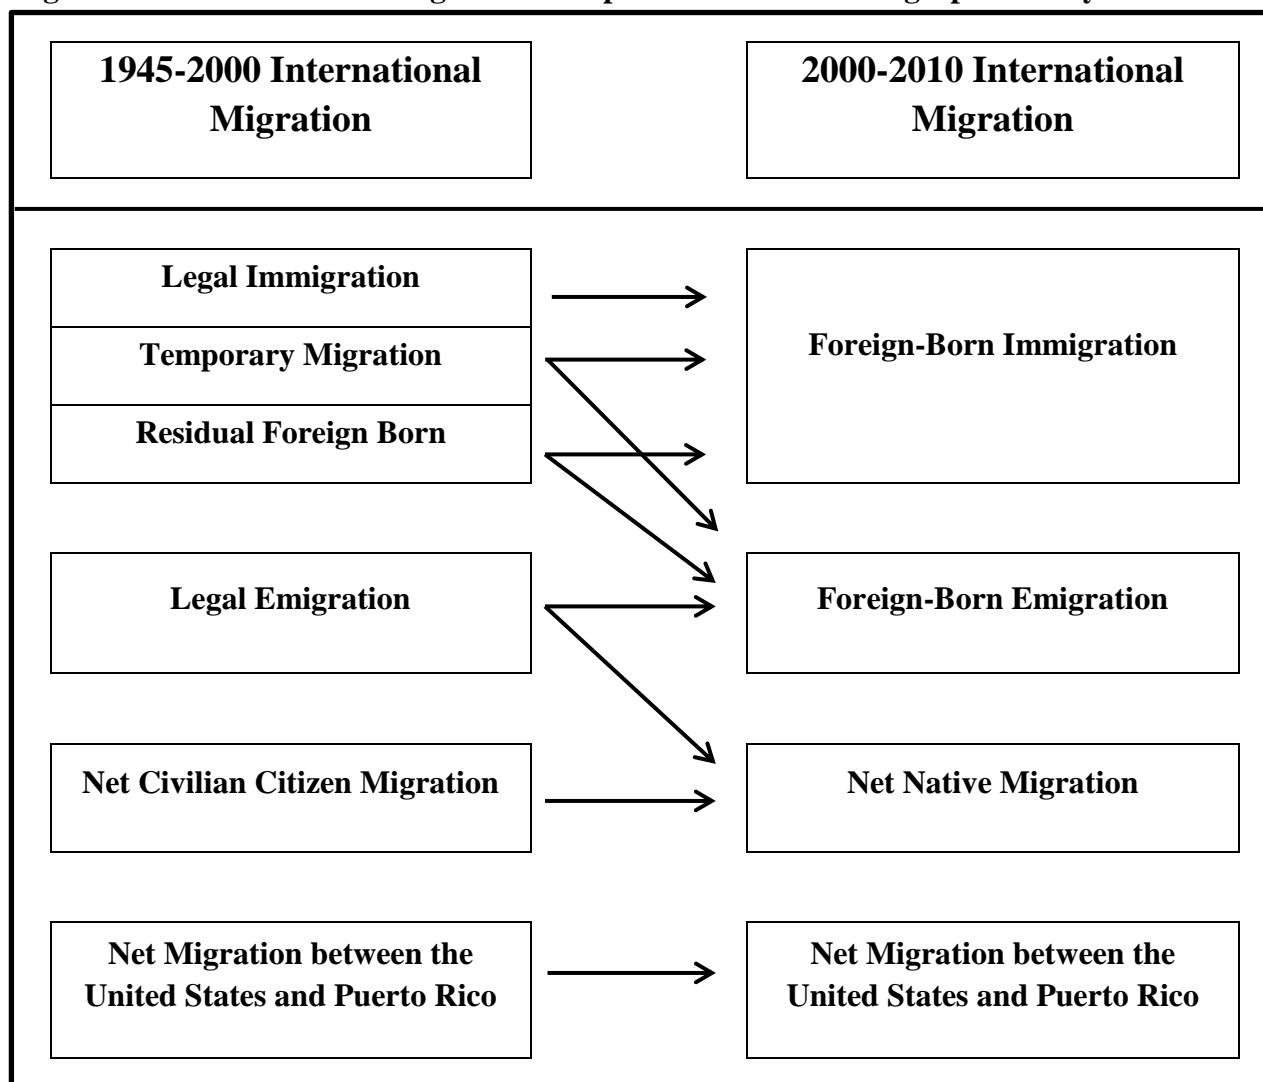 1945-2000 International
Migration
2000-2010 International
Migration
Legal Immigration
Temporary Migration
Residual Foreign Born
Foreign-Born Immigration
Legal Emigration
Foreign-Born Emigration
Net Civilian Citizen Migration
Net Native Migration
Net Migration between the
United States and Puerto Rico
Net Migration between the
United States and Puerto Rico